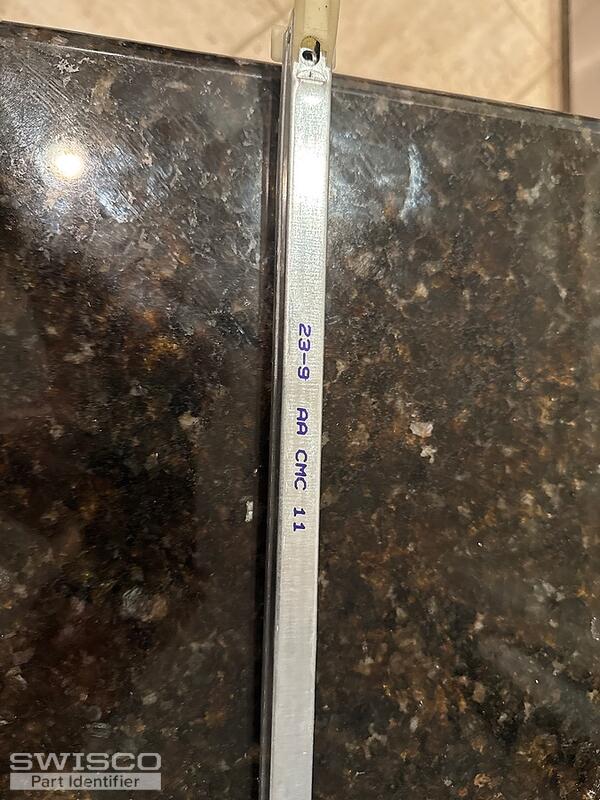 23-9 AA CMC 11
SWISCO
Part Identifier